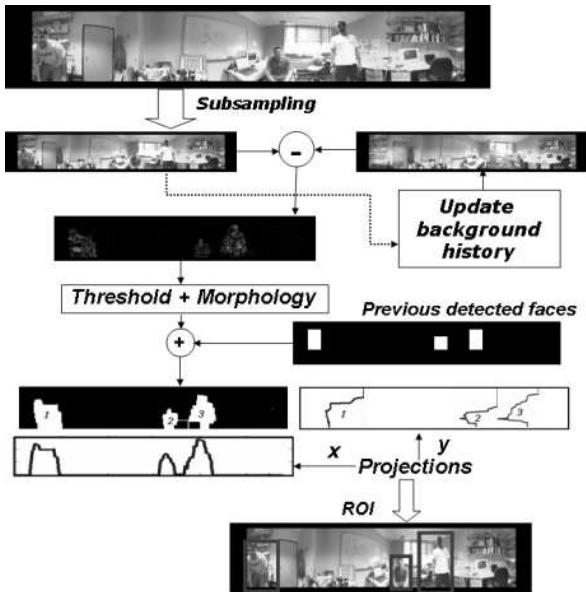 Subsampling
-
Update
background
history
Threshold + Morphology
Previous detected faces
+
1
2
3
1
2
3
x
y
Projections
ROI